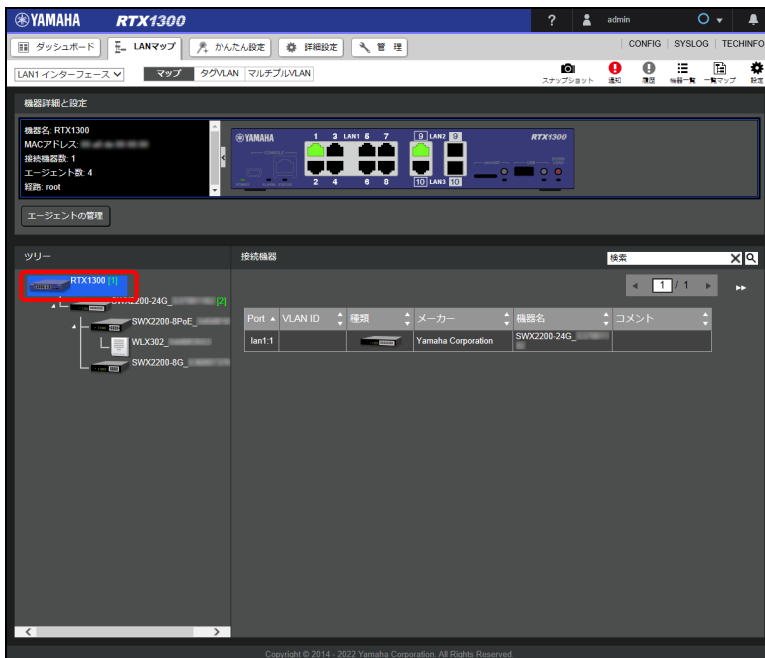 YAMAHA RTX1300 ? admin
ダッシュボード LANマップ かんたん設定 詳細設定 管 理 CONFIG SYSLOG TECHINFO
LAN1 インターフェース マップ タグVLAN マルチプルVLAN スナップショット 通知 履歴 機器一覧 一覧マップ 設定
機器詳細と設定
機器名: RTX1300
MACアドレス:
接続機器数: 1
エージェント数: 4
経路: root
YAMAHA 1 3 LAN1 5 7 9 LAN2 9 RTX1300
CONSOLE
2 4 6 8 10 LAN3 10
POWER ALARM STATUS
エージェントの管理
ツリー
RTX1300 [1]
SWX2200-24G_ [2]
SWX2200-8PoE_
WLX302_
SWX2200-8G_
接続機器 検索
1 / 1
Port VLAN ID 種類 メーカー 機器名 コメント
lan1:1 Yamaha Corporation SWX2200-24G_
Copyright © 2014 - 2022 Yamaha Corporation. All Rights Reserved.